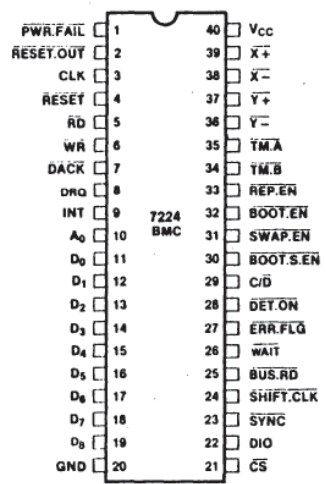 PWR.FAIL 1 40 VCC
RESET.OUT 2 39 X+
CLK 3 38 X−
RESET 4 37 Y+
RD 5 36 Y−
WR 6 35 TM.A
DACK 7 34 TM.B
DRQ 8 33 REP.EN
INT 9 7224 32 BOOT.EN
A₀ 10 BMC 31 SWAP.EN
D₀ 11 30 BOOT.S.EN
D₁ 12 29 C/D
D₂ 13 28 DET.ON
D₃ 14 27 ERR.FLG
D₄ 15 26 WAIT
D₅ 16 25 BUS.RD
D₆ 17 24 SHIFT.CLK
D₇ 18 23 SYNC
D₈ 19 22 DIO
GND 20 21 CS